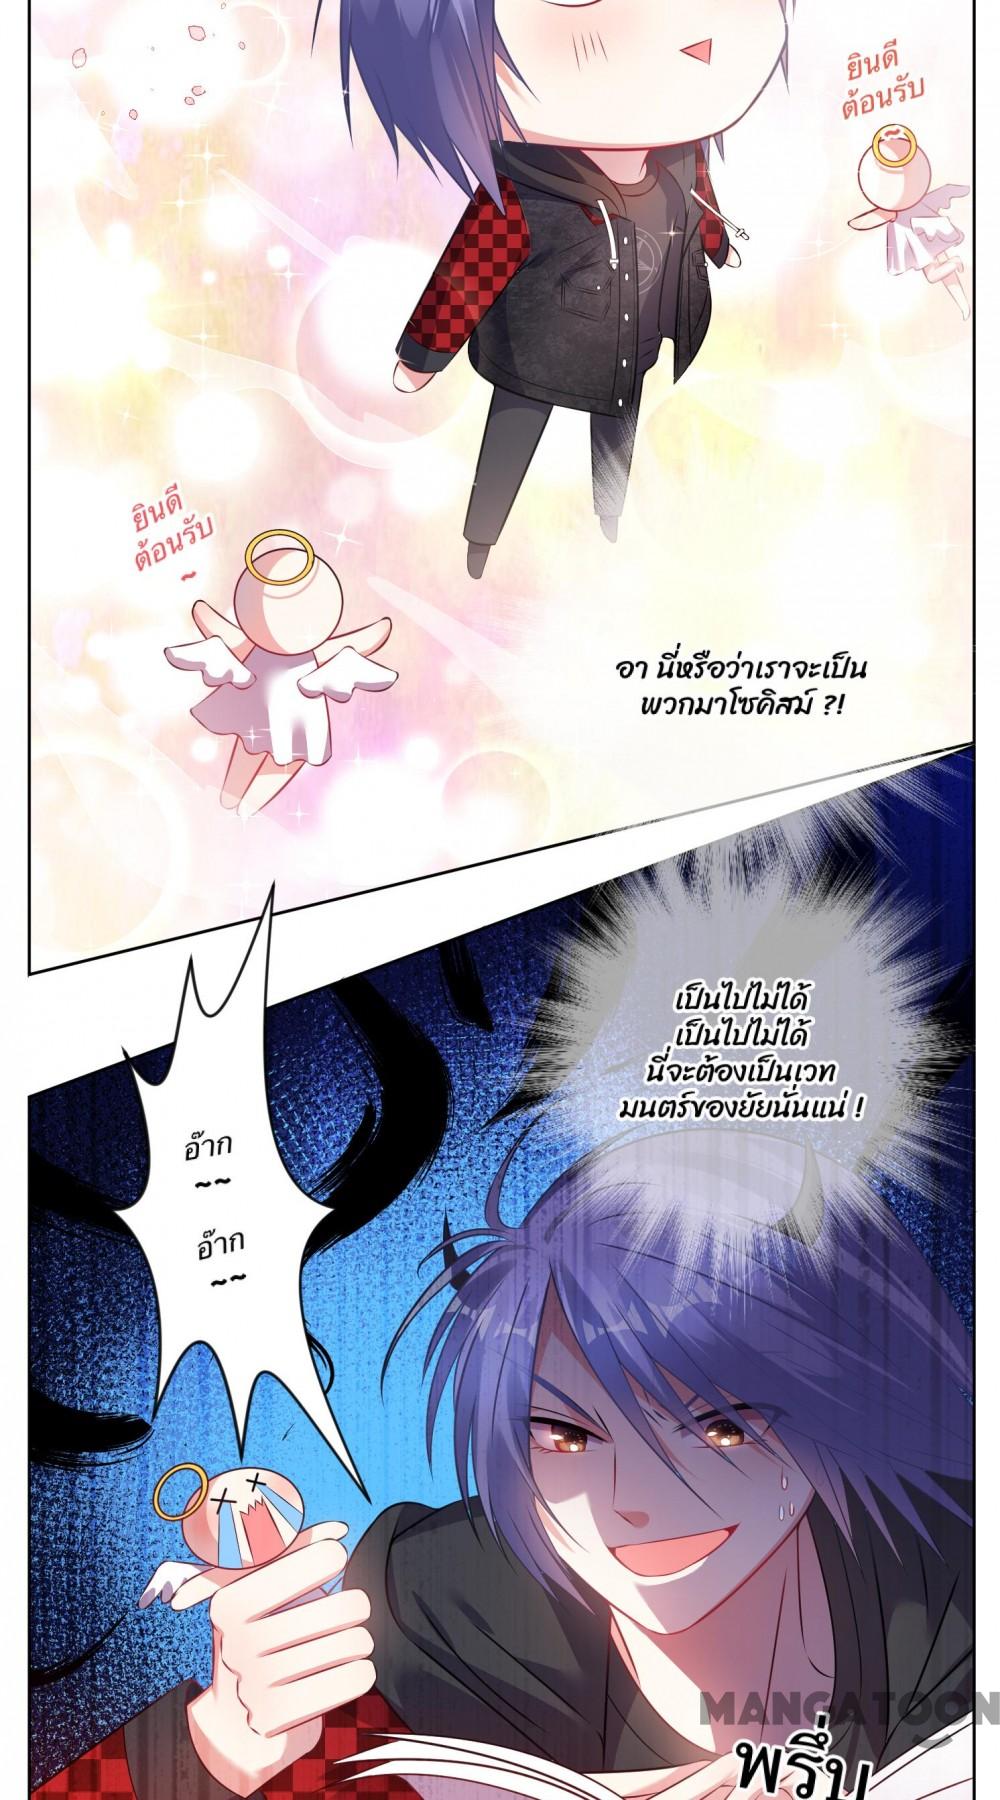 ยินดี
ต้อนรับ
~
ยินดี
ต้อนรับ
~
อา นี่หรือว่าเราจะเป็น
พวกมาโซคิสม์ ?!
เป็นไปไม่ได้
เป็นไปไม่ได้
นี่จะต้องเป็นเวท
มนตร์ของยัยนั่นแน่ !
อ๊าก
~~
อ๊าก
~~
MANGATOON
พรึ่บ